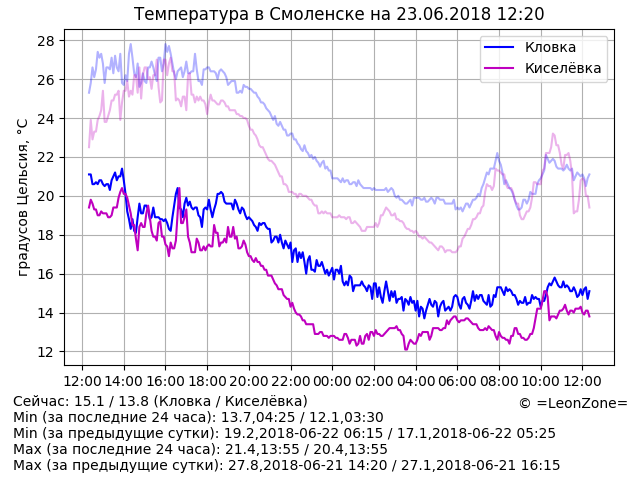 Температура в Смоленске на 23.06.2018 12:20
28
26
24
22
20
18
16
14
12
градусов Цельсия, °C
Кловка
Киселёвка
12:00 14:00 16:00 18:00 20:00 22:00 00:00 02:00 04:00 06:00 08:00 10:00 12:00
Сейчас: 15.1 / 13.8 (Кловка / Киселёвка)
© =LeonZone=
Min (за последние 24 часа): 13.7,04:25 / 12.1,03:30
Min (за предыдущие сутки): 19.2,2018-06-22 06:15 / 17.1,2018-06-22 05:25
Max (за последние 24 часа): 21.4,13:55 / 20.4,13:55
Max (за предыдущие сутки): 27.8,2018-06-21 14:20 / 27.1,2018-06-21 16:15